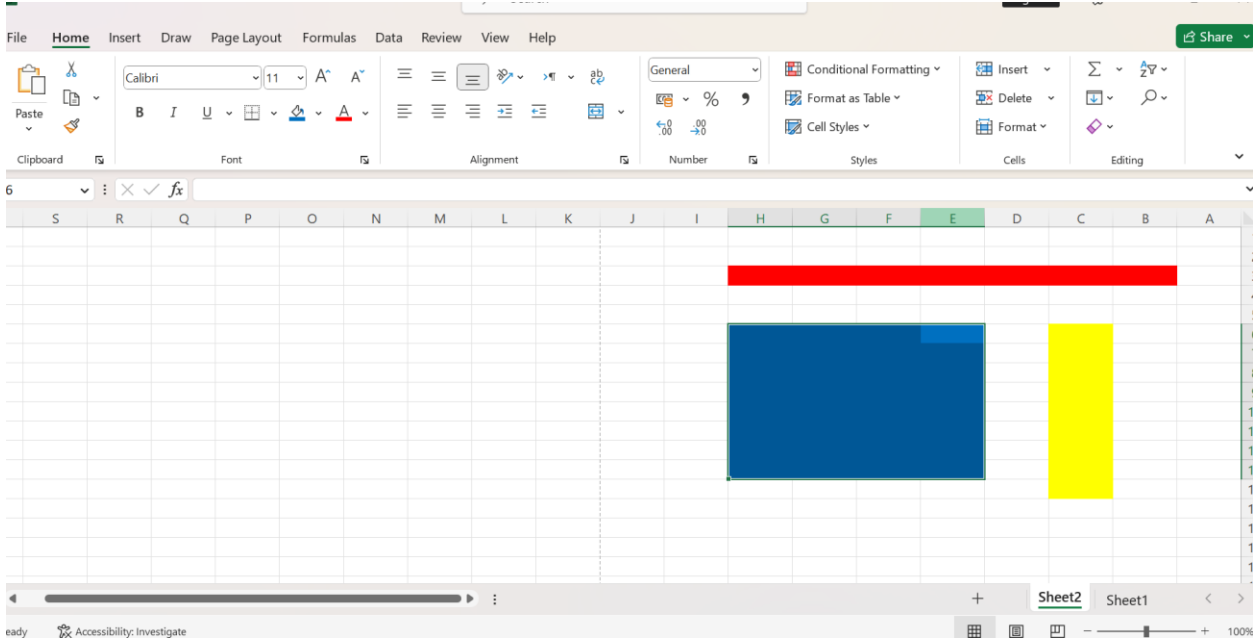 File Home Insert Draw Page Layout Formulas Data Review View Help Share
Calibri 11 A A ab General Conditional Formatting Insert Σ
Paste B I U A % 9 Format as Table Delete
Cell Styles Format
Clipboard Font Alignment Number Styles Cells Editing
6 fx
S R Q P O N M L K J I H G F E D C B A
Sheet2 Sheet1
Accessibility: Investigate 100%